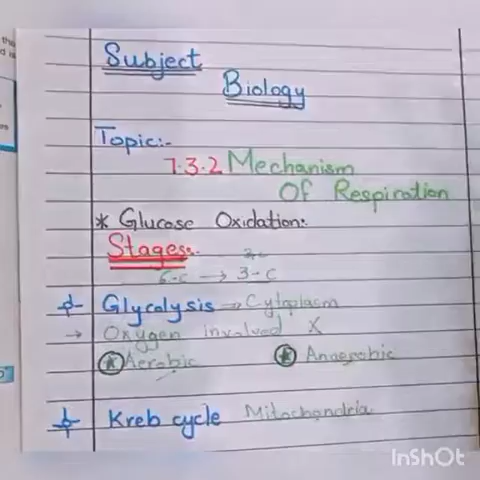 Subject
Biology
Topic:-
7.3.2 Mechanism
Of Respiration
* Glucose Oxidation:-
Stages:-
6-c → 3-c
Glycolysis → Cytoplasm
→ Oxygen involved X
Aerobic Anaerobic
Kreb cycle Mitochondria
InShOt